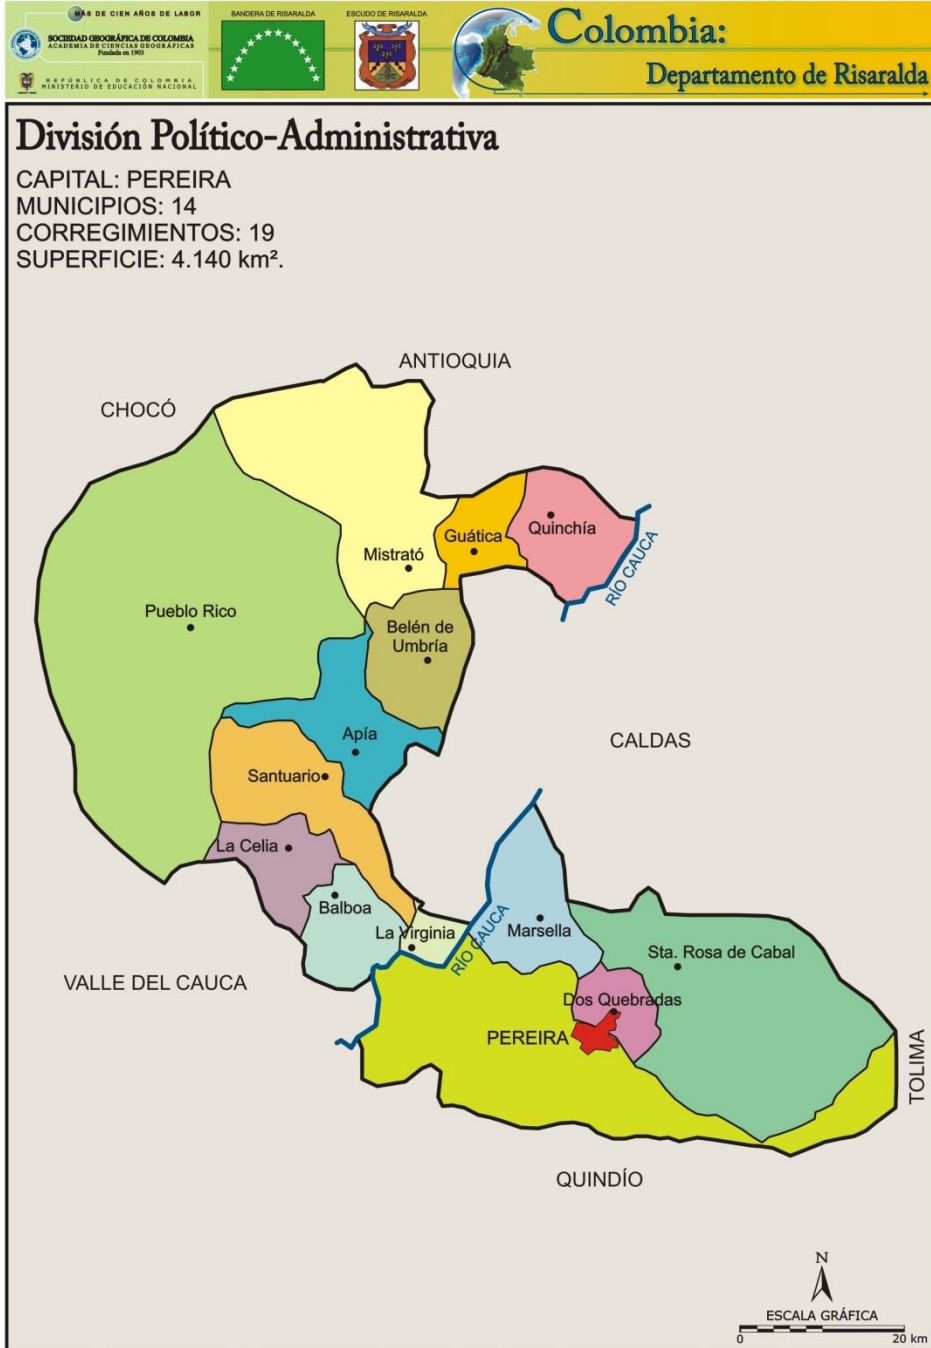 MÁS DE CIEN AÑOS DE LABOR
SOCIEDAD GEOGRÁFICA DE COLOMBIA
ACADEMIA DE CIENCIAS GEOGRÁFICAS
Fundada en 1903
REPÚBLICA DE COLOMBIA
MINISTERIO DE EDUCACIÓN NACIONAL
BANDERA DE RISARALDA
ESCUDO DE RISARALDA
Colombia:
Departamento de Risaralda
División Político-Administrativa
CAPITAL: PEREIRA
MUNICIPIOS: 14
CORREGIMIENTOS: 19
SUPERFICIE: 4.140 km².
ANTIOQUIA
CHOCÓ
Quinchía
Guática
Mistrató
RÍO CAUCA
Pueblo Rico
Belén de
Umbría
Apía
CALDAS
Santuario
La Celia
Balboa
La Virginia
RÍO CAUCA
Marsella
Sta. Rosa de Cabal
VALLE DEL CAUCA
Dos Quebradas
PEREIRA
TOLIMA
QUINDÍO
N
ESCALA GRÁFICA
0 20 km